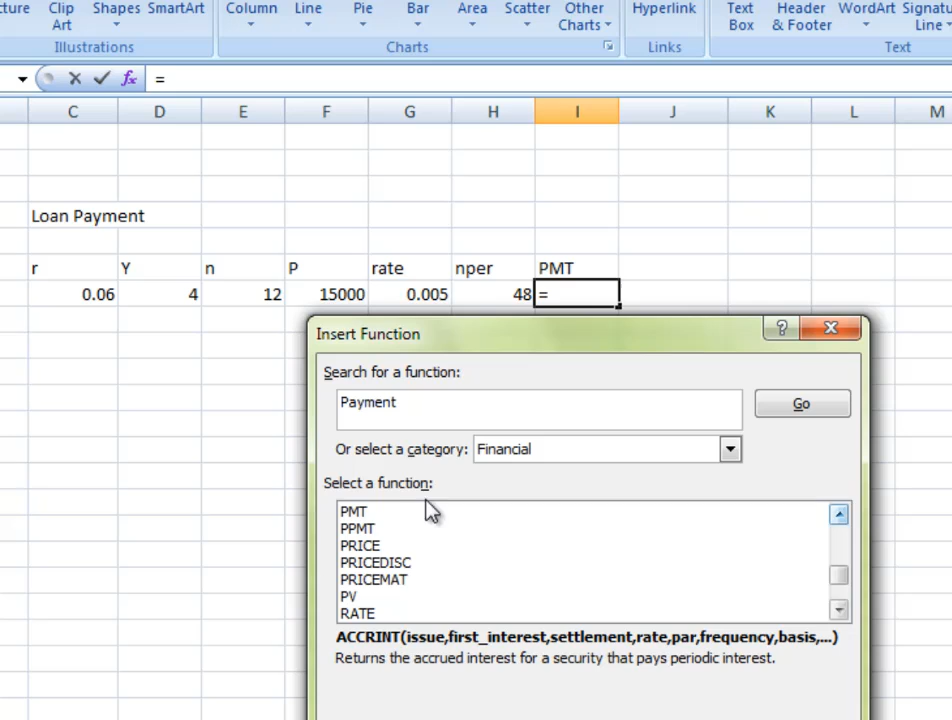 Clip Art
Shapes
SmartArt
Column
Line
Pie
Bar
Area
Scatter
Other Charts
Hyperlink
Text Box
Header & Footer
WordArt
Line
Illustrations
Charts
Links
Text
fx =
C D E F G H I J K L M
Loan Payment
r Y n P rate nper PMT
0.06 4 12 15000 0.005 48 =
Insert Function
?
Search for a function:
Payment
Go
Or select a category: Financial
Select a function:
PMT
PPMT
PRICE
PRICEDISC
PRICEMAT
PV
RATE
ACCRINT(issue,first_interest,settlement,rate,par,frequency,basis,...)
Returns the accrued interest for a security that pays periodic interest.